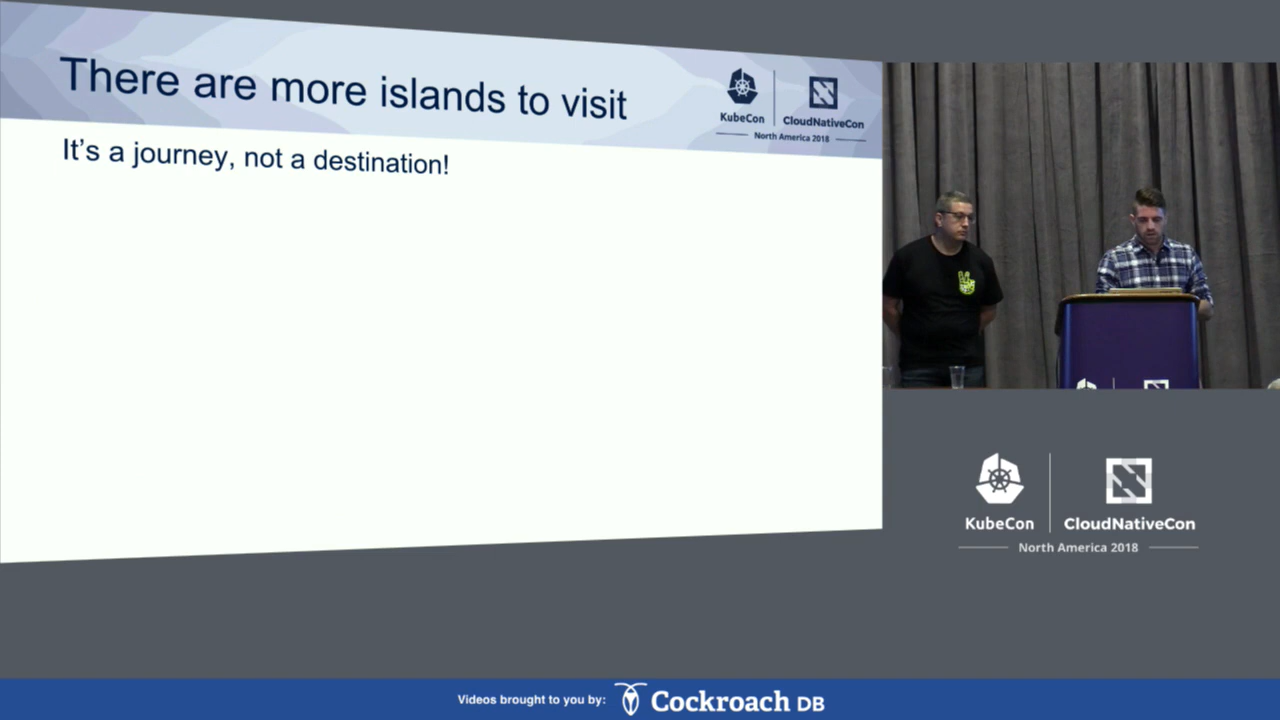 There are more islands to visit
KubeCon
CloudNativeCon
North America 2018
It's a journey, not a destination!
KubeCon
CloudNativeCon
North America 2018
Videos brought to you by:
Cockroach DB